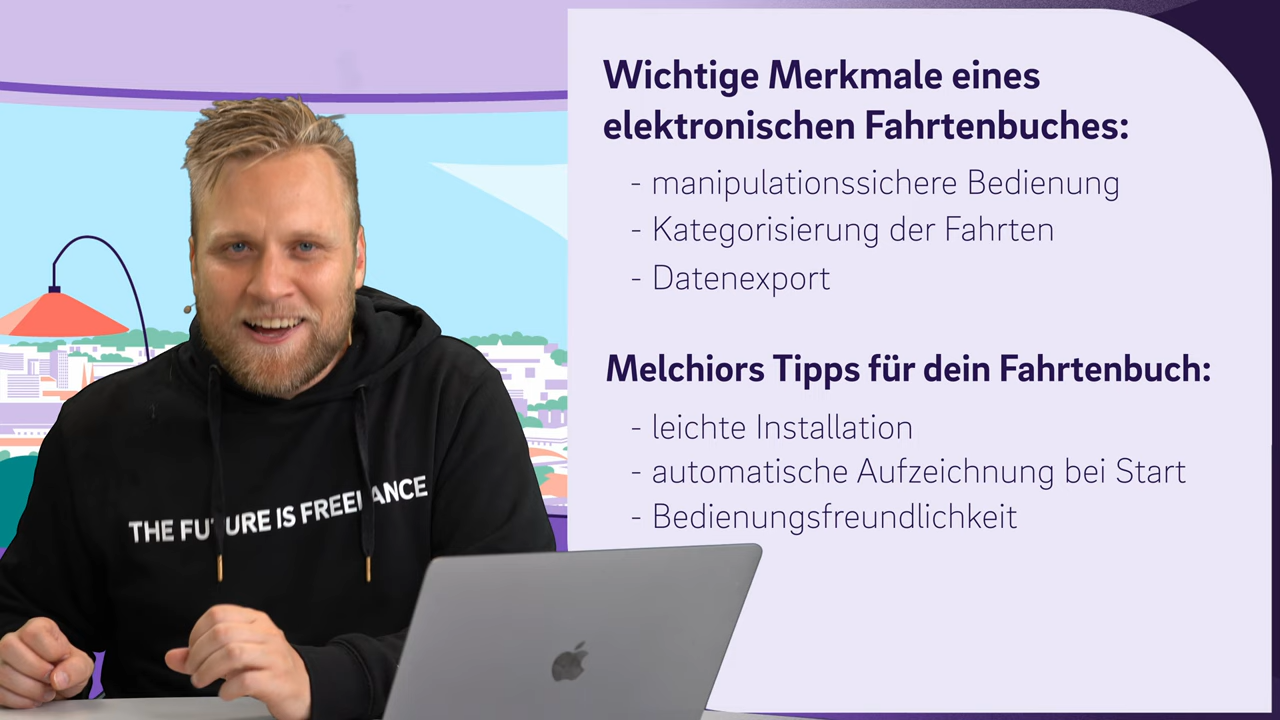 Wichtige Merkmale eines
elektronischen Fahrtenbuches:
- manipulationssichere Bedienung
- Kategorisierung der Fahrten
- Datenexport
Melchiors Tipps für dein Fahrtenbuch:
- leichte Installation
- automatische Aufzeichnung bei Start
- Bedienungsfreundlichkeit
THE FUTURE IS FREELANCE